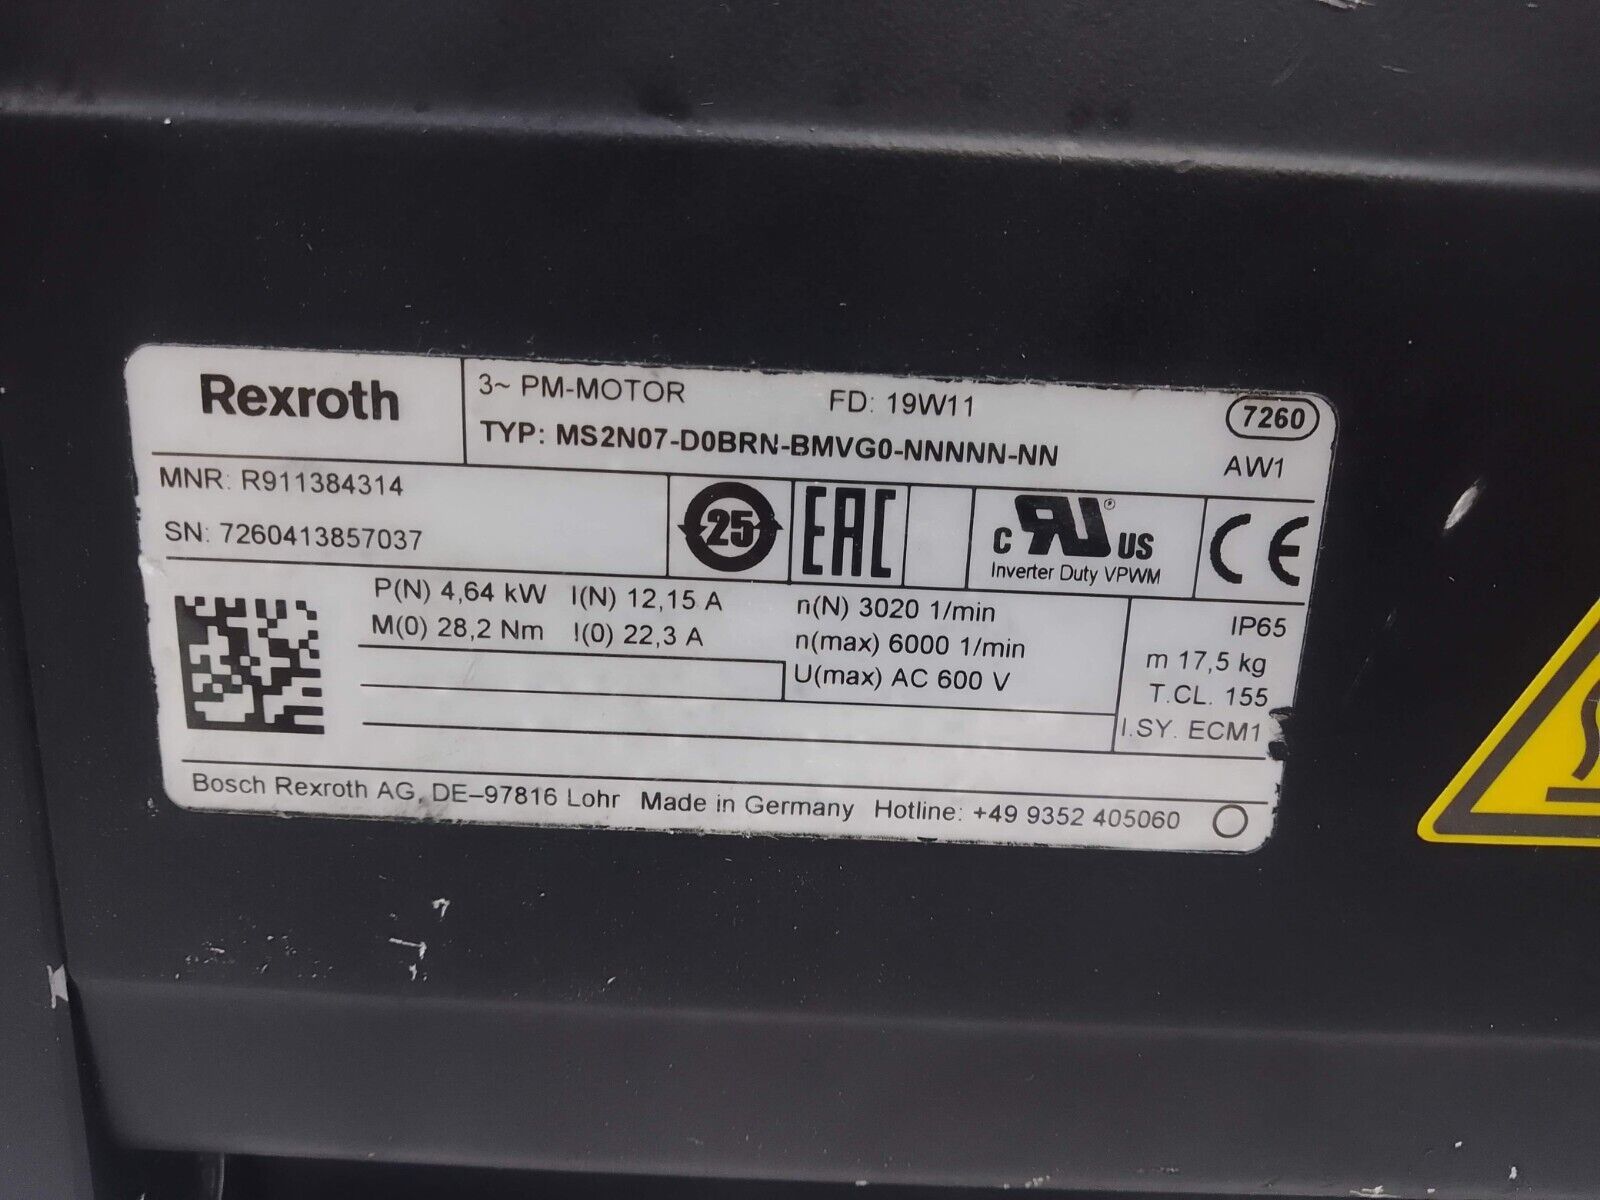 Rexroth
3~ PM-MOTOR
FD: 19W11
7260
TYP: MS2N07-D0BRN-BMVG0-NNNNN-NN
AW1
MNR: R911384314
SN: 7260413857037
25
EAC
c RU ® US
Inverter Duty VPWM
CE
P(N) 4,64 kW I(N) 12,15 A
n(N) 3020 1/min
IP65
M(0) 28,2 Nm I(0) 22,3 A
n(max) 6000 1/min
m 17,5 kg
U(max) AC 600 V
T.CL. 155
I.SY. ECM1
Bosch Rexroth AG, DE–97816 Lohr Made in Germany Hotline: +49 9352 405060